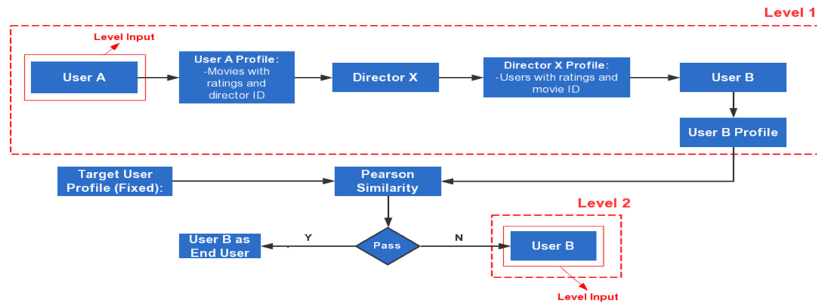 Level 1
Level Input
User A
User A Profile:
-Movies with
ratings and
director ID
Director X
Director X Profile:
-Users with ratings and
movie ID
User B
User B Profile
Target User
Profile (Fixed):
Pearson
Similarity
Level 2
User B as
End User
Y
Pass
N
User B
Level Input